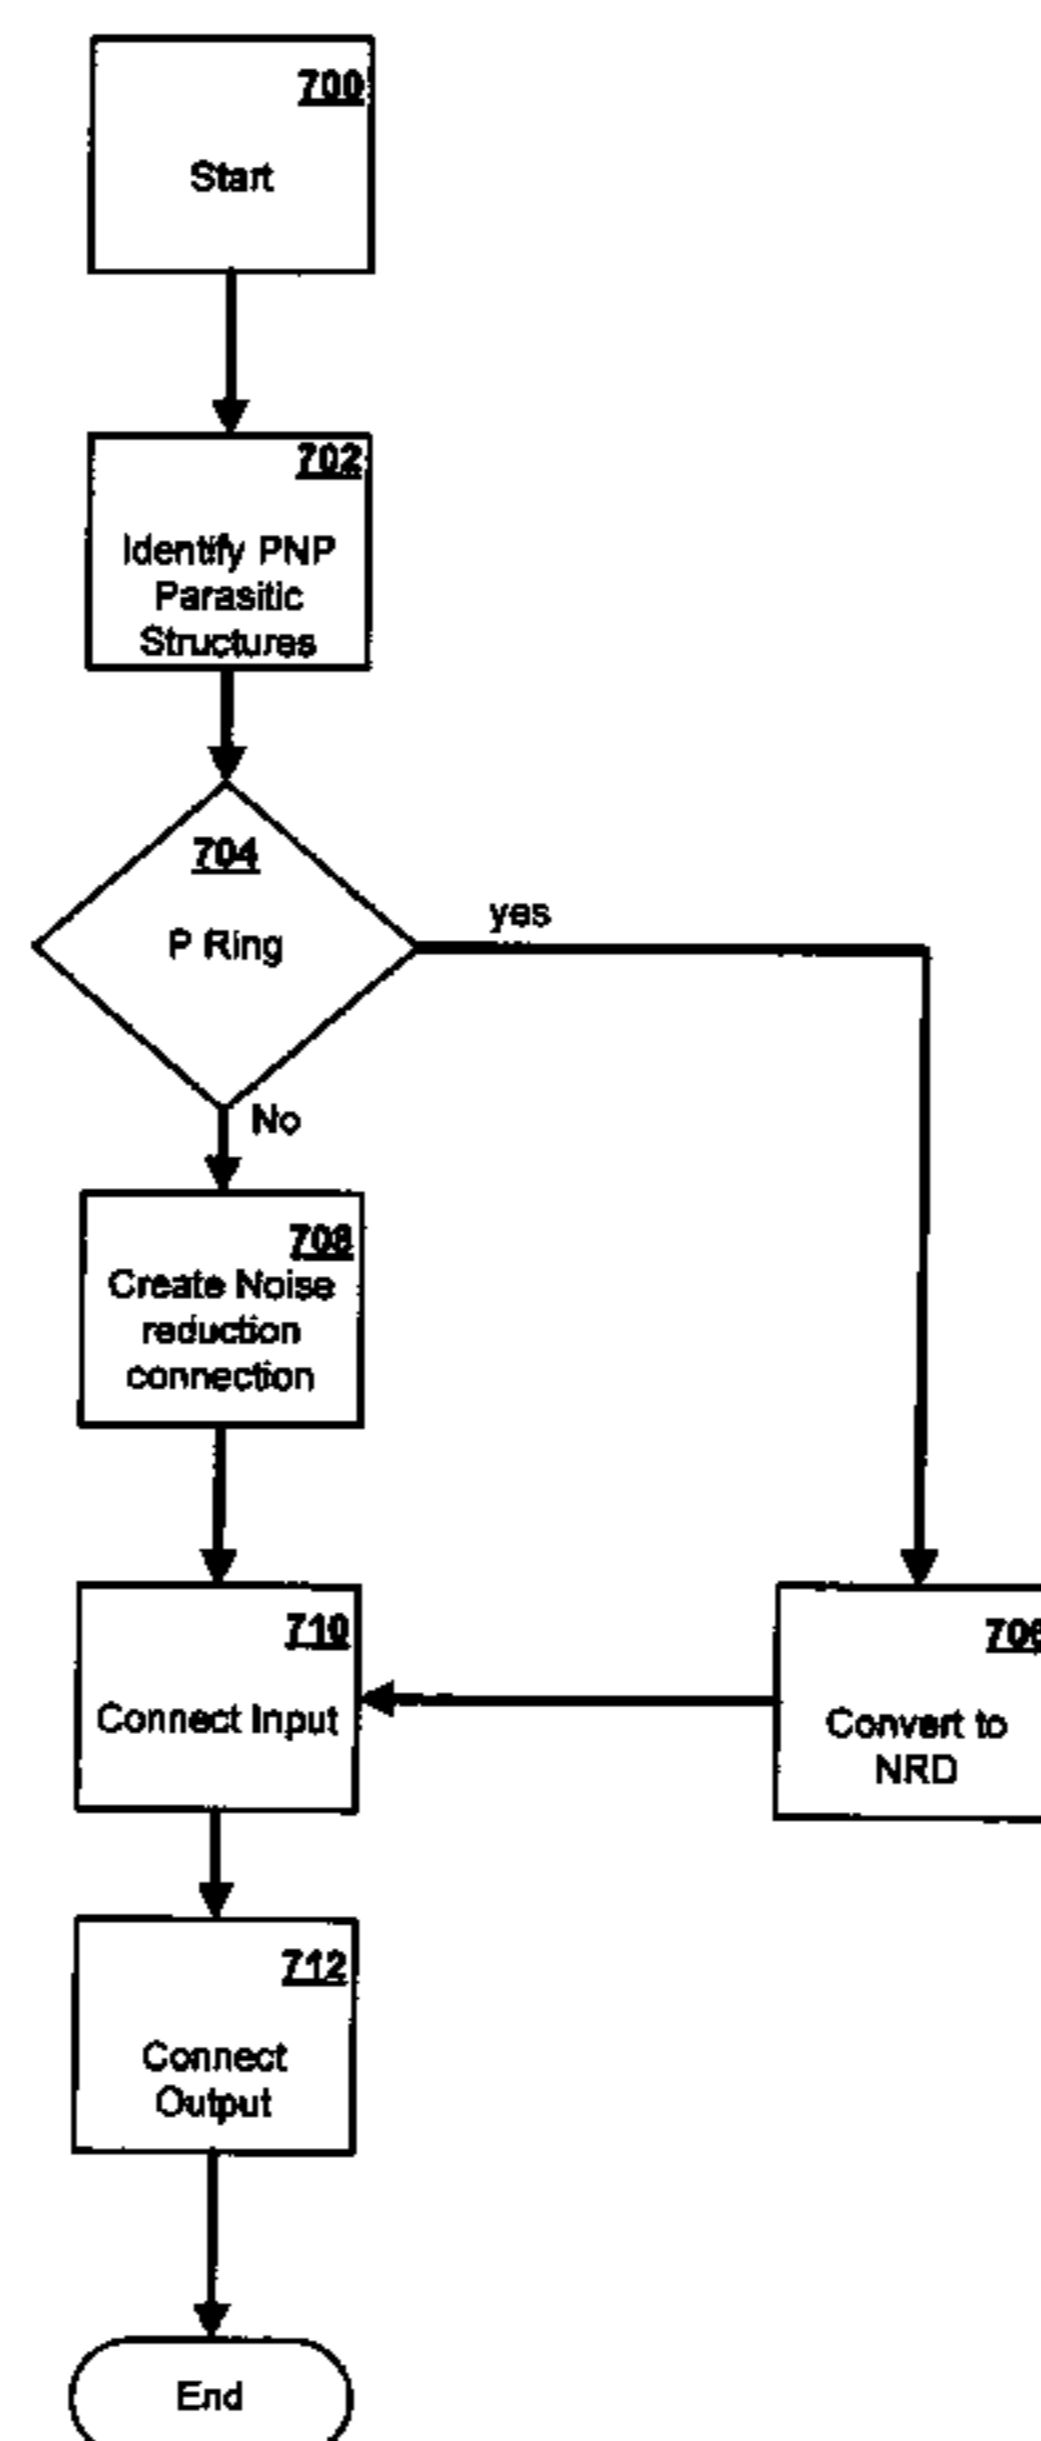 700
Start
702
Identify PNP
Parasitic
Structures
704
P Ring
yes
No
708
Create Noise
reduction
connection
710
Connect Input
706
Convert to
NRD
712
Connect
Output
End